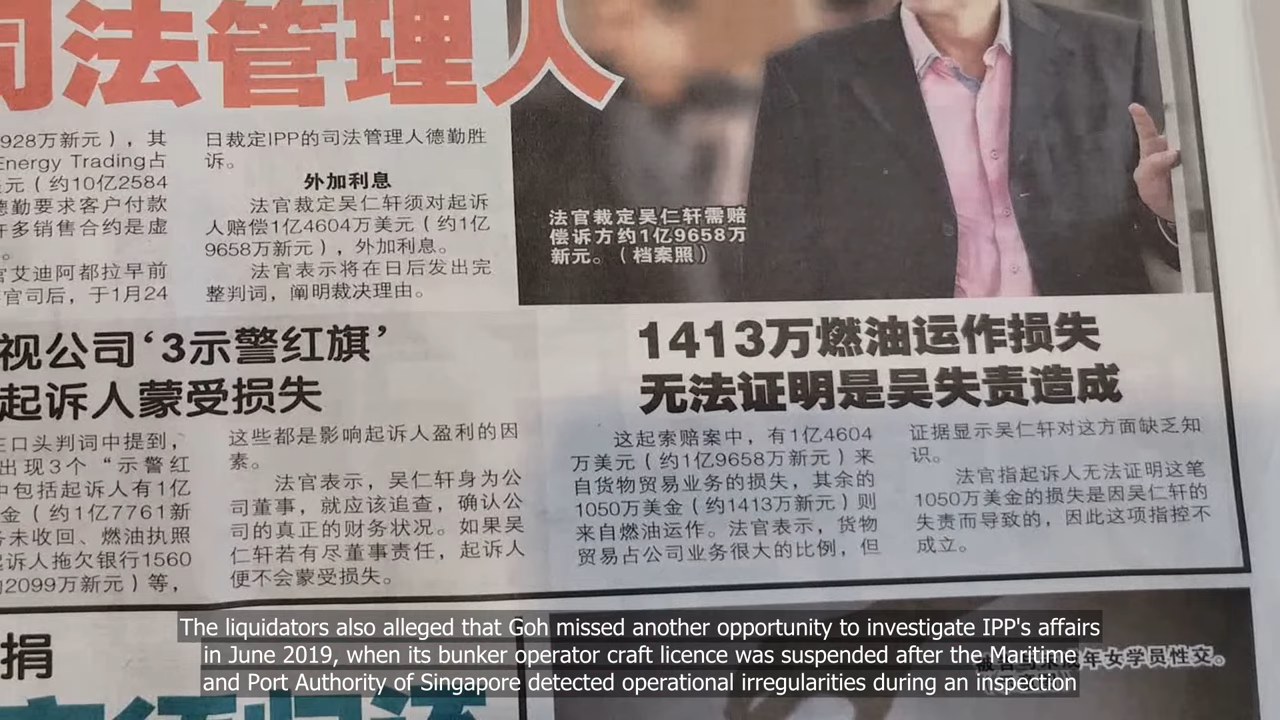 司法管理人
928万新元），其
Energy Trading占
元（约10亿2584
德勤要求客户付款
许多销售合约是虚
官艾迪阿都拉早前
官司后，于1月24
日裁定IPP的司法管理人德勤胜
诉。
外加利息
法官裁定吴仁轩须对起诉
人赔偿1亿4604万美元（约1亿
9658万新元），外加利息。
法官表示将在日后发出完
整判词，阐明裁决理由。
法官裁定吴仁轩需赔
偿诉方约1亿9658万
新元。（档案照）
视公司‘3示警红旗’
起诉人蒙受损失
口头判词中提到，
出现3个“示警红
中包括起诉人有1亿
金（约1亿7761新
未收回、燃油执照
起诉人拖欠银行1560
2099万新元）等，
这些都是影响起诉人盈利的因
素。
法官表示，吴仁轩身为公
司董事，就应该追查，确认公
司的真正的财务状况。如果吴
仁轩若有尽董事责任，起诉人
便不会蒙受损失。
1413万燃油运作损失
无法证明是吴失责造成
这起索赔案中，有1亿4604
万美元（约1亿9658万新元）来
自货物贸易业务的损失，其余的
1050万美金（约1413万新元）则
来自燃油运作。法官表示，货物
贸易占公司业务很大的比例，但
证据显示吴仁轩对这方面缺乏知
识。
法官指起诉人无法证明这笔
1050万美金的损失是因吴仁轩的
失责而导致的，因此这项指控不
成立。
捐
年女学员性交。
The liquidators also alleged that Goh missed another opportunity to investigate IPP's affairs
in June 2019, when its bunker operator craft licence was suspended after the Maritime
and Port Authority of Singapore detected operational irregularities during an inspection